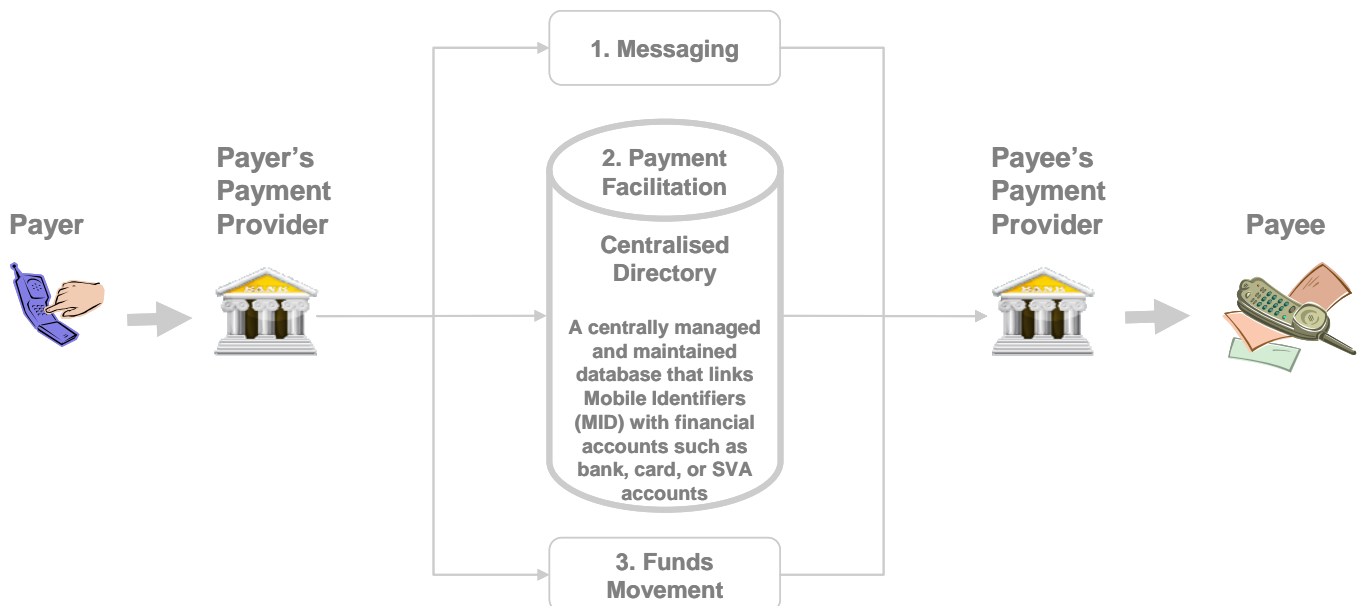 1. Messaging
Payer
Payer’s
Payment
Provider
2. Payment
Facilitation
Centralised
Directory
A centrally managed
and maintained
database that links
Mobile Identifiers
(MID) with financial
accounts such as
bank, card, or SVA
accounts
3. Funds
Movement
Payee’s
Payment
Provider
Payee